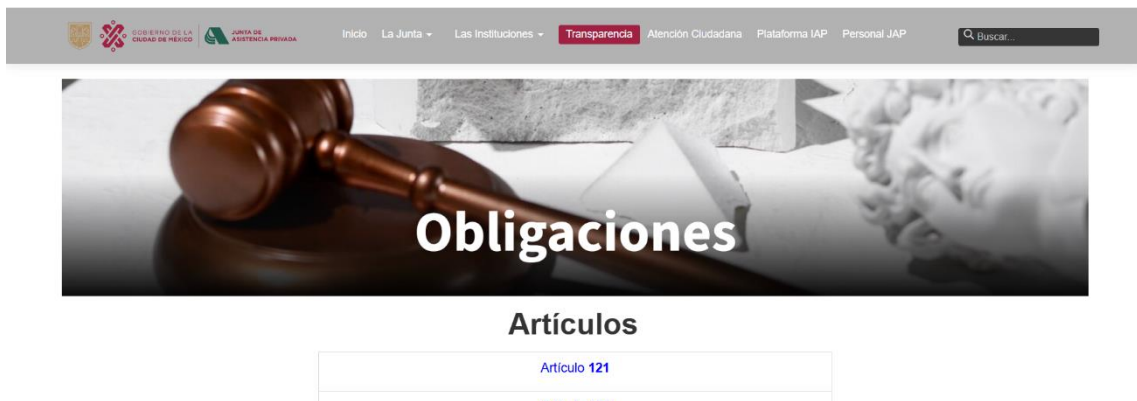 GOBIERNO DE LA
CIUDAD DE MÉXICO
JUNTA DE
ASISTENCIA PRIVADA
Inicio La Junta Las Instituciones Transparencia Atención Ciudadana Plataforma IAP Personal JAP Buscar...
Obligaciones
Artículos
Artículo 121